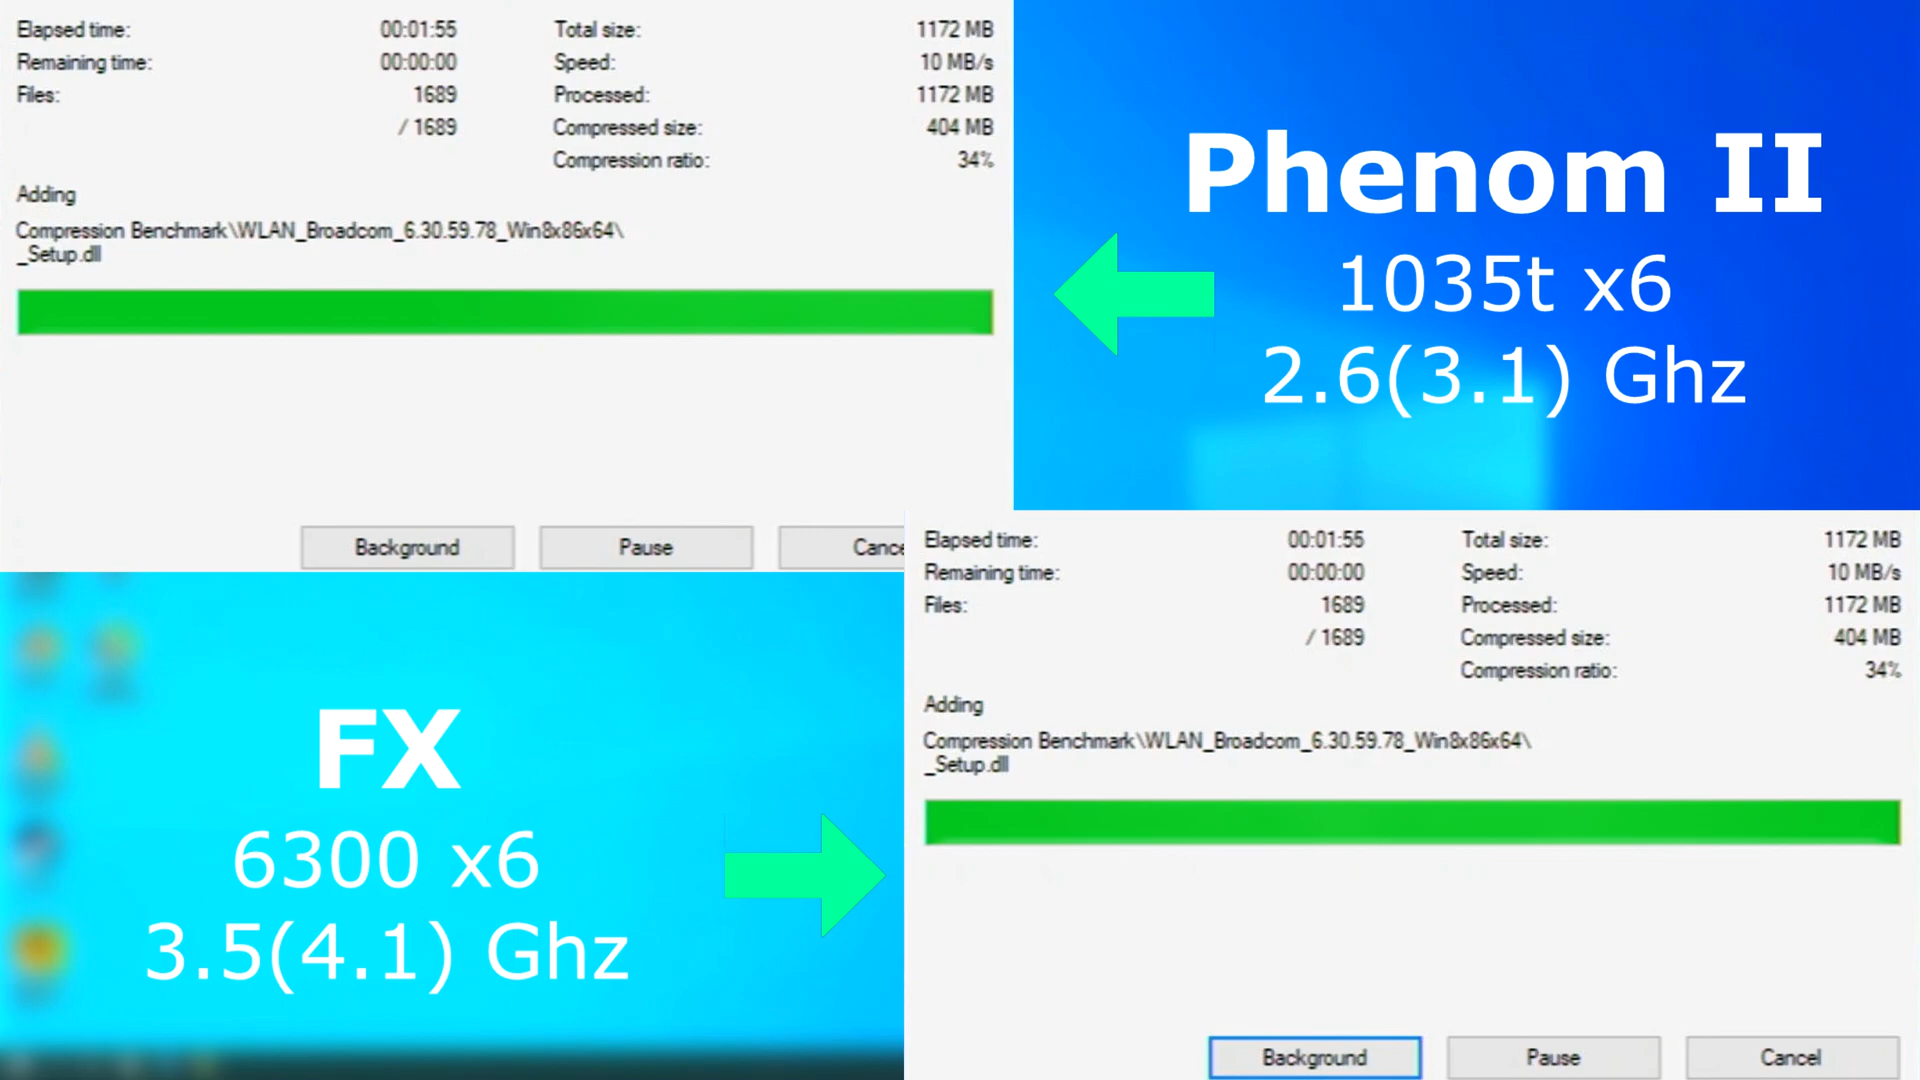 Elapsed time: 00:01:55 Total size: 1172 MB
Remaining time: 00:00:00 Speed: 10 MB/s
Files: 1689 Processed: 1172 MB
/ 1689 Compressed size: 404 MB
Compression ratio: 34%
Adding
Compression Benchmark\WLAN_Broadcom_6.30.59.78_Win8x86x64\
_Setup.dll
Background Pause Cance
Phenom II
1035t x6
2.6(3.1) Ghz
FX
6300 x6
3.5(4.1) Ghz
Elapsed time: 00:01:55 Total size: 1172 MB
Remaining time: 00:00:00 Speed: 10 MB/s
Files: 1689 Processed: 1172 MB
/ 1689 Compressed size: 404 MB
Compression ratio: 34%
Adding
Compression Benchmark\WLAN_Broadcom_6.30.59.78_Win8x86x64\
_Setup.dll
Background Pause Cancel